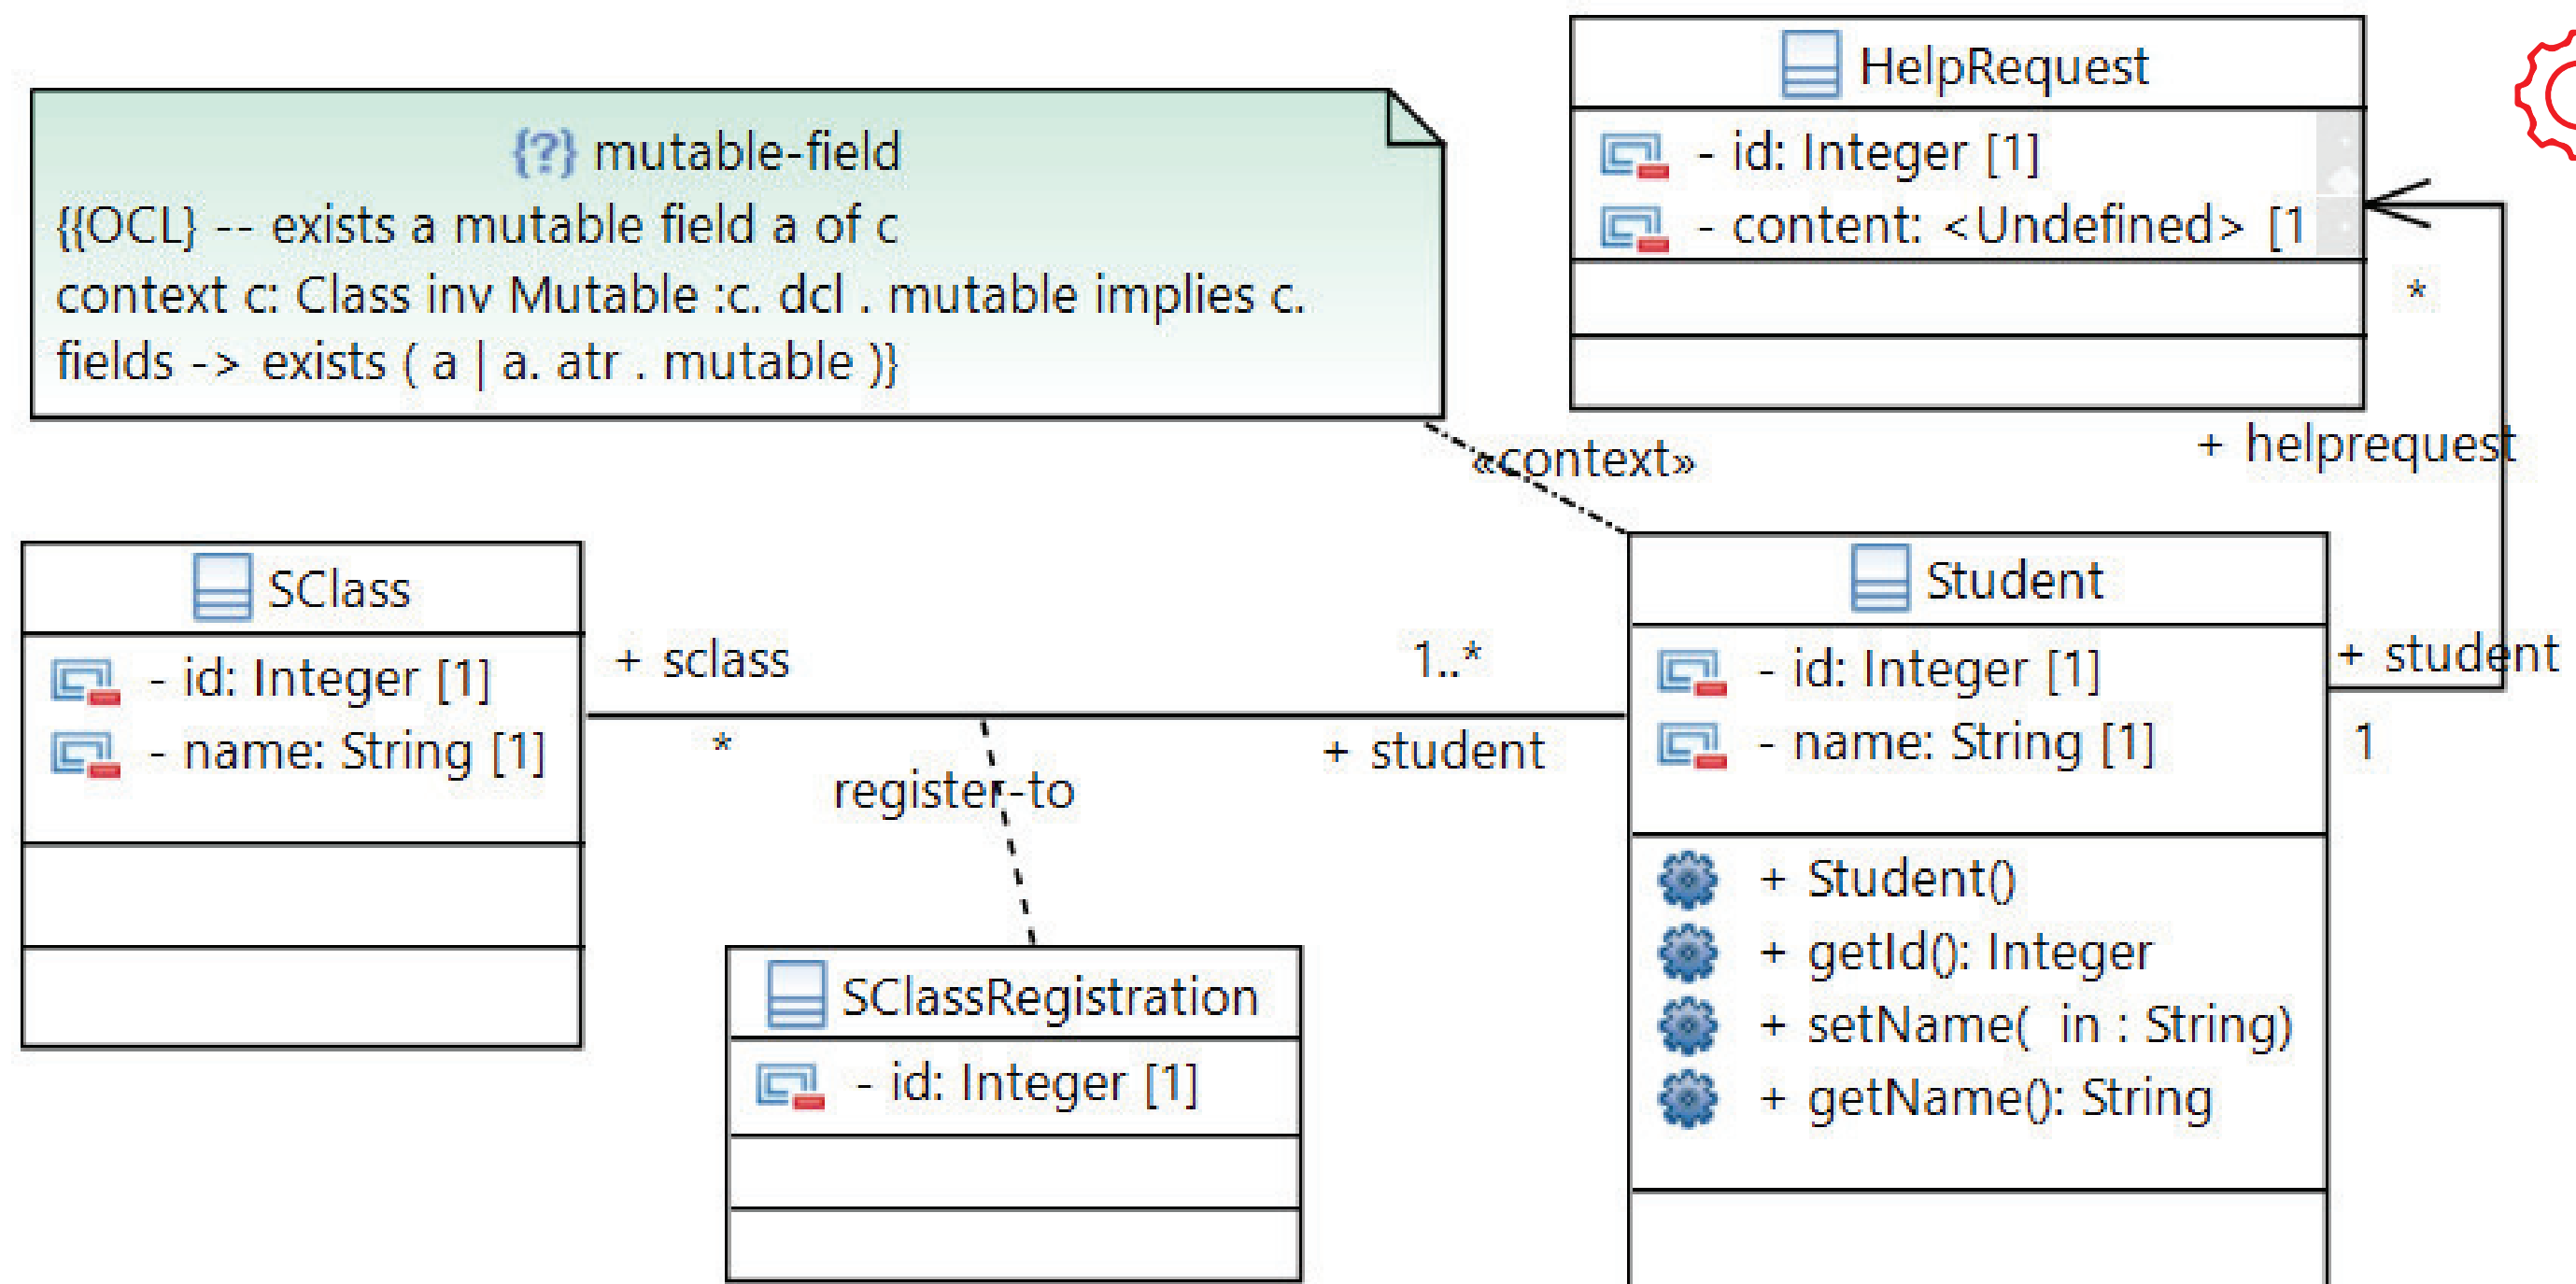 HelpRequest
- id: Integer [1]
- content: <Undefined> [1
*
+ helprequest
{?} mutable-field
{{OCL} -- exists a mutable field a of c
context c: Class inv Mutable :c. dcl . mutable implies c.
fields -> exists ( a | a. atr . mutable )}
«context»
SClass
- id: Integer [1]
- name: String [1]
+ sclass
*
1..*
+ student
register-to
SClassRegistration
- id: Integer [1]
Student
- id: Integer [1]
- name: String [1]
+ Student()
+ getId(): Integer
+ setName(  in : String)
+ getName(): String
+ student
1